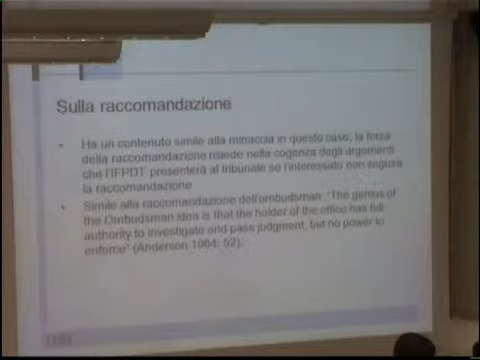 Sulla raccomandazione
Ha un contenuto simile alla minaccia in questo caso; la forza
della raccomandazione risiede nella cogenza degli argomenti
che l'IFPDT presenterà al tribunale se l'interessato non seguirà
la raccomandazione
Simile alla raccomandazione dell'ombudsman: "The genius of
the Ombudsman idea is that the holder of the office has full
authority to investigate and pass judgment, but no power to
enforce" (Anderson 1964: 52).